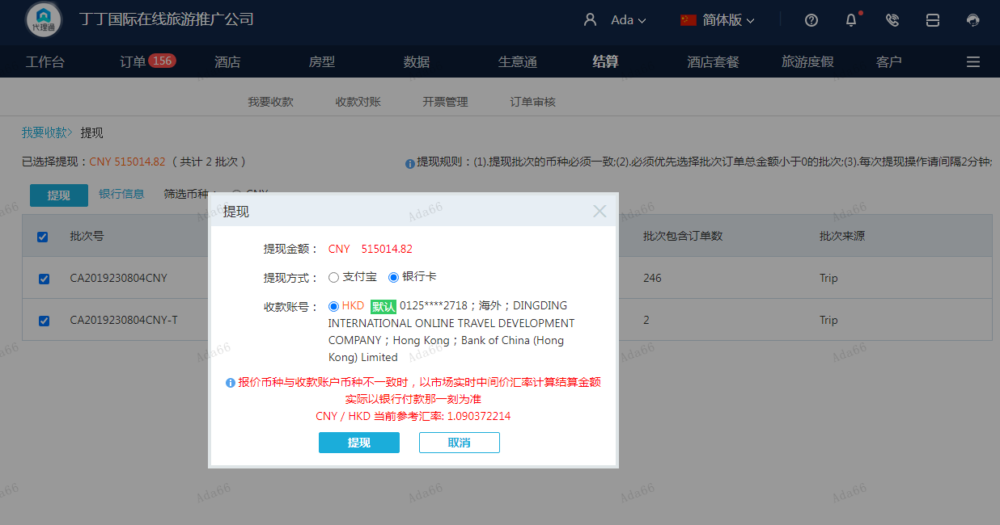 代理通
丁丁国际在线旅游推广公司
Ada
简体版
工作台 订单 156 酒店 房型 数据 生意通 结算 酒店套餐 旅游度假 客户
我要收款 收款对账 开票管理 订单审核
我要收款> 提现
已选择提现：CNY 515014.82 （ 共计 2 批次 ）
提现规则：(1).提现批次的币种必须一致;(2).必须优先选择批次订单总金额小于0的批次;(3).每次提现操作请间隔2分钟;
提现 银行信息 筛选币种： CNY
批次号 批次包含订单数 批次来源
CA2019230804CNY 246 Trip
CA2019230804CNY-T 2 Trip
提现
提现金额： CNY 515014.82
提现方式： 支付宝 银行卡
收款账号： HKD 默认 0125****2718；海外；DINGDING
INTERNATIONAL ONLINE TRAVEL DEVELOPMENT
COMPANY；Hong Kong；Bank of China (Hong
Kong) Limited
报价币种与收款账户币种不一致时，以市场实时中间价汇率计算结算金额
实际以银行付款那一刻为准
CNY / HKD 当前参考汇率: 1.090372214
提现 取消
Ada66
Ada66
Ada66
Ada66
Ada66
Ada66
Ada66
Ada66
Ada66
Ada66
Ada66
Ada66